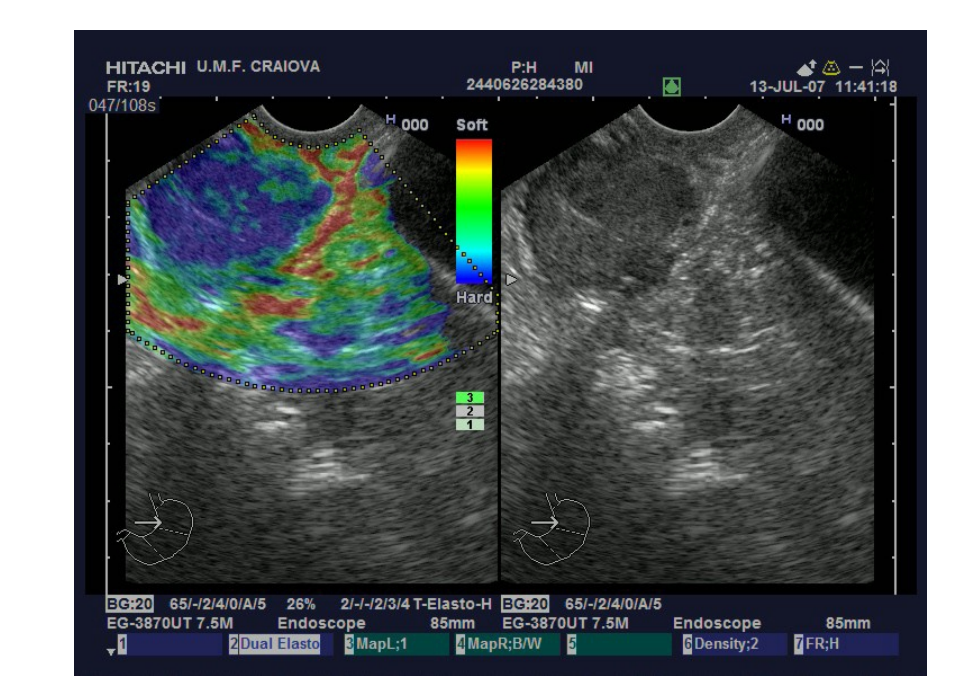 HITACHI U.M.F. CRAIOVA P:H MI
FR:19 2440626284380 13-JUL-07 11:41:18
047/108s
H 000 Soft H 000
Hard
3
2
1
BG:20 65/-/2/4/0/A/5 26% 2/-/-/2/3/4 T-Elasto-H BG:20 65/-/2/4/0/A/5
EG-3870UT 7.5M Endoscope 85mm EG-3870UT 7.5M Endoscope 85mm
1 2 Dual Elasto 3 MapL;1 4 MapR;B/W 5 6 Density;2 7 FR;H